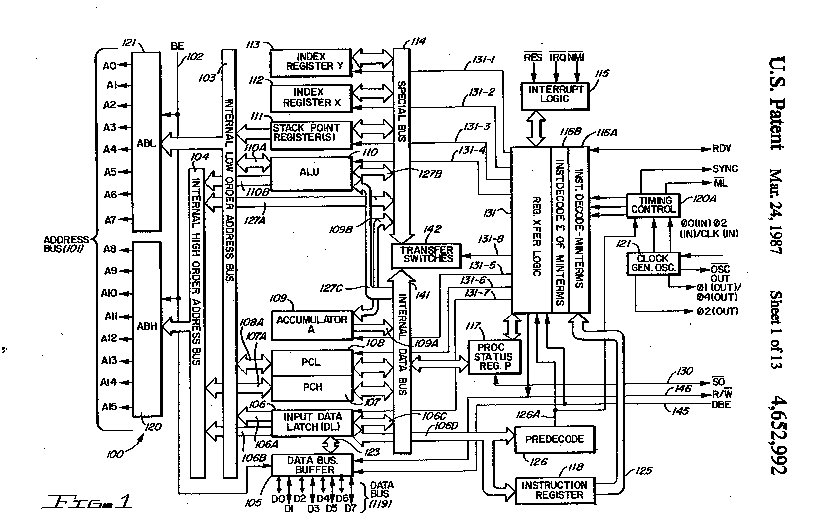 U.S. Patent Mar. 24, 1987 Sheet 1 of 13 4,652,992
121
BE
102
103
113
INDEX
REGISTER Y
112
INDEX
REGISTER X
111
STACK POINT
REGISTER(S)
110A
110
ALU
110B
127A
127B
109B
114
SPECIAL BUS
131-1
131-2
131-3
131-4
131
RES IRQ NMI
115
INTERRUPT
LOGIC
116B
116A
REG. XFER LOGIC
INST. DECODE Σ OF MINTERMS
INST. DECODE-MINTERMS
RDY
SYNC
ML
TIMING
CONTROL
120A
Ø0(IN) Ø2
(IN)/CLK (IN)
121
CLOCK
GEN. OSC.
OSC
OUT
Ø1 (OUT)/
Ø4(OUT)
Ø2(OUT)
A0
A1
A2
A3
A4
A5
A6
A7
ABL
104
INTERNAL LOW ORDER ADDRESS BUS
INTERNAL HIGH ORDER ADDRESS BUS
ADDRESS
BUS(101)
A8
A9
A10
A11
A12
A13
A14
A15
ABH
120
100
142
TRANSFER
SWITCHES
131-8
131-5
131-6
131-7
127C
141
INTERNAL DATA BUS
109
ACCUMULATOR
A
109A
108A
107A
108
PCL
PCH
107
117
PROC
STATUS
REG. P
106
INPUT DATA
LATCH (DL)
106A
106B
106C
106D
123
130
SO
146
R/W
145
DBE
126A
PREDECODE
126
118
INSTRUCTION
REGISTER
125
DATA BUS
BUFFER
105
D0 D2 D4 D6
D1 D3 D5 D7
DATA
BUS
(119)
FIG. 1